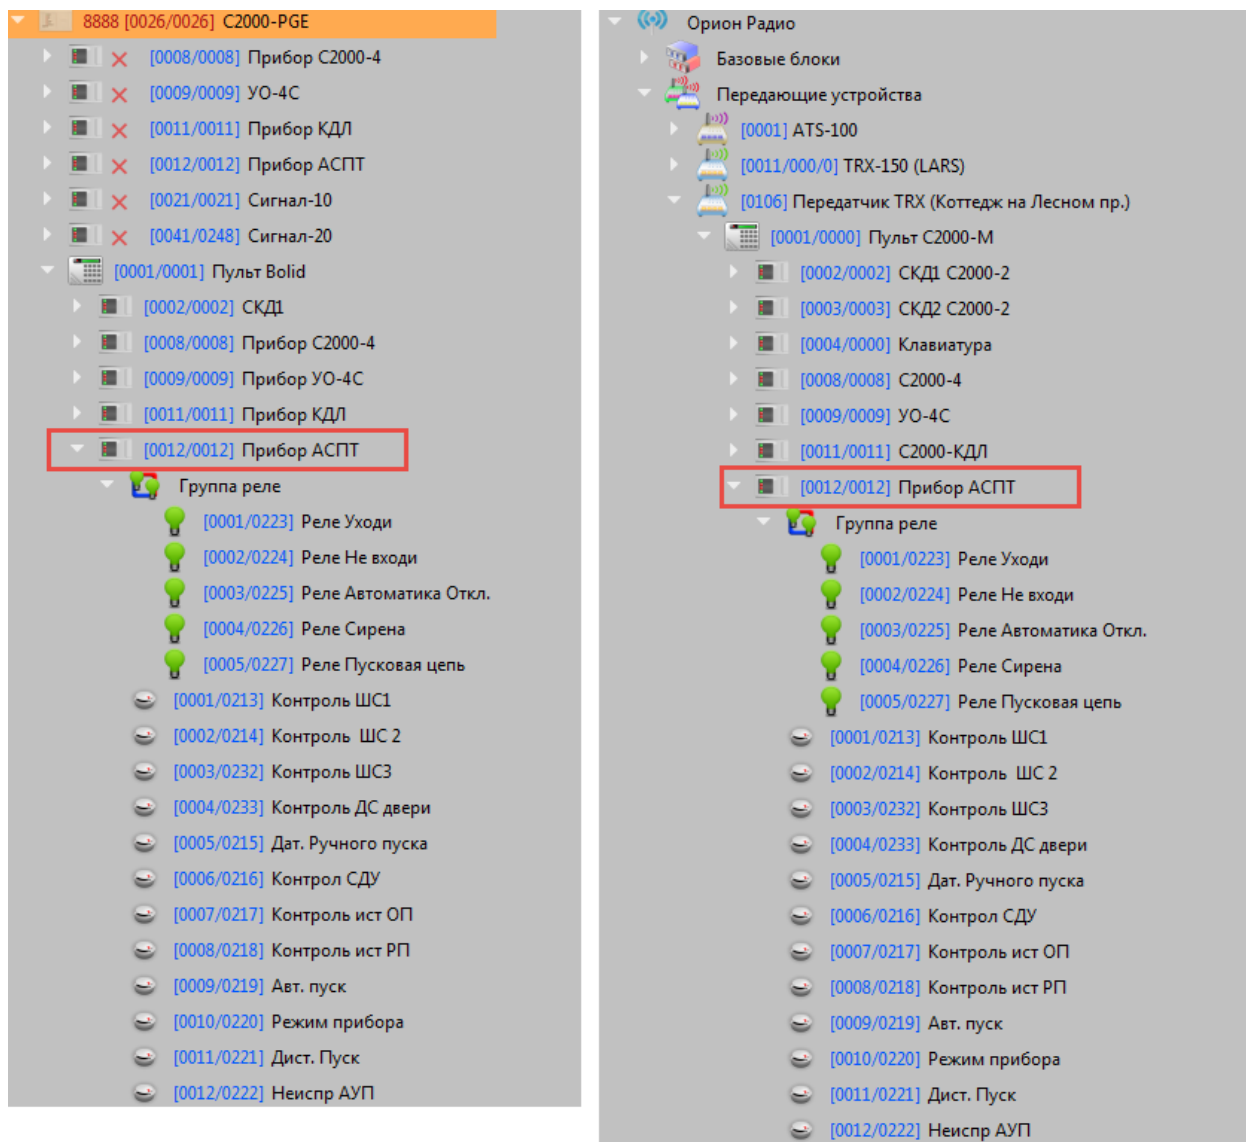 8888 [0026/0026] С2000-PGE
[0008/0008] Прибор С2000-4
[0009/0009] УО-4С
[0011/0011] Прибор КДЛ
[0012/0012] Прибор АСПТ
[0021/0021] Сигнал-10
[0041/0248] Сигнал-20
[0001/0001] Пульт Bolid
[0002/0002] СКД1
[0008/0008] Прибор С2000-4
[0009/0009] Прибор УО-4С
[0011/0011] Прибор КДЛ
[0012/0012] Прибор АСПТ
Группа реле
[0001/0223] Реле Уходи
[0002/0224] Реле Не входи
[0003/0225] Реле Автоматика Откл.
[0004/0226] Реле Сирена
[0005/0227] Реле Пусковая цепь
[0001/0213] Контроль ШС1
[0002/0214] Контроль  ШС 2
[0003/0232] Контроль ШС3
[0004/0233] Контроль ДС двери
[0005/0215] Дат. Ручного пуска
[0006/0216] Контрол СДУ
[0007/0217] Контроль ист ОП
[0008/0218] Контроль ист РП
[0009/0219] Авт. пуск
[0010/0220] Режим прибора
[0011/0221] Дист. Пуск
[0012/0222] Неиспр АУП
Орион Радио
Базовые блоки
Передающие устройства
[0001] ATS-100
[0011/000/0] TRX-150 (LARS)
[0106] Передатчик TRX (Коттедж на Лесном пр.)
[0001/0000] Пульт С2000-М
[0002/0002] СКД1 С2000-2
[0003/0003] СКД2 С2000-2
[0004/0000] Клавиатура
[0008/0008] С2000-4
[0009/0009] УО-4С
[0011/0011] С2000-КДЛ
[0012/0012] Прибор АСПТ
Группа реле
[0001/0223] Реле Уходи
[0002/0224] Реле Не входи
[0003/0225] Реле Автоматика Откл.
[0004/0226] Реле Сирена
[0005/0227] Реле Пусковая цепь
[0001/0213] Контроль ШС1
[0002/0214] Контроль  ШС 2
[0003/0232] Контроль ШС3
[0004/0233] Контроль ДС двери
[0005/0215] Дат. Ручного пуска
[0006/0216] Контрол СДУ
[0007/0217] Контроль ист ОП
[0008/0218] Контроль ист РП
[0009/0219] Авт. пуск
[0010/0220] Режим прибора
[0011/0221] Дист. Пуск
[0012/0222] Неиспр АУП